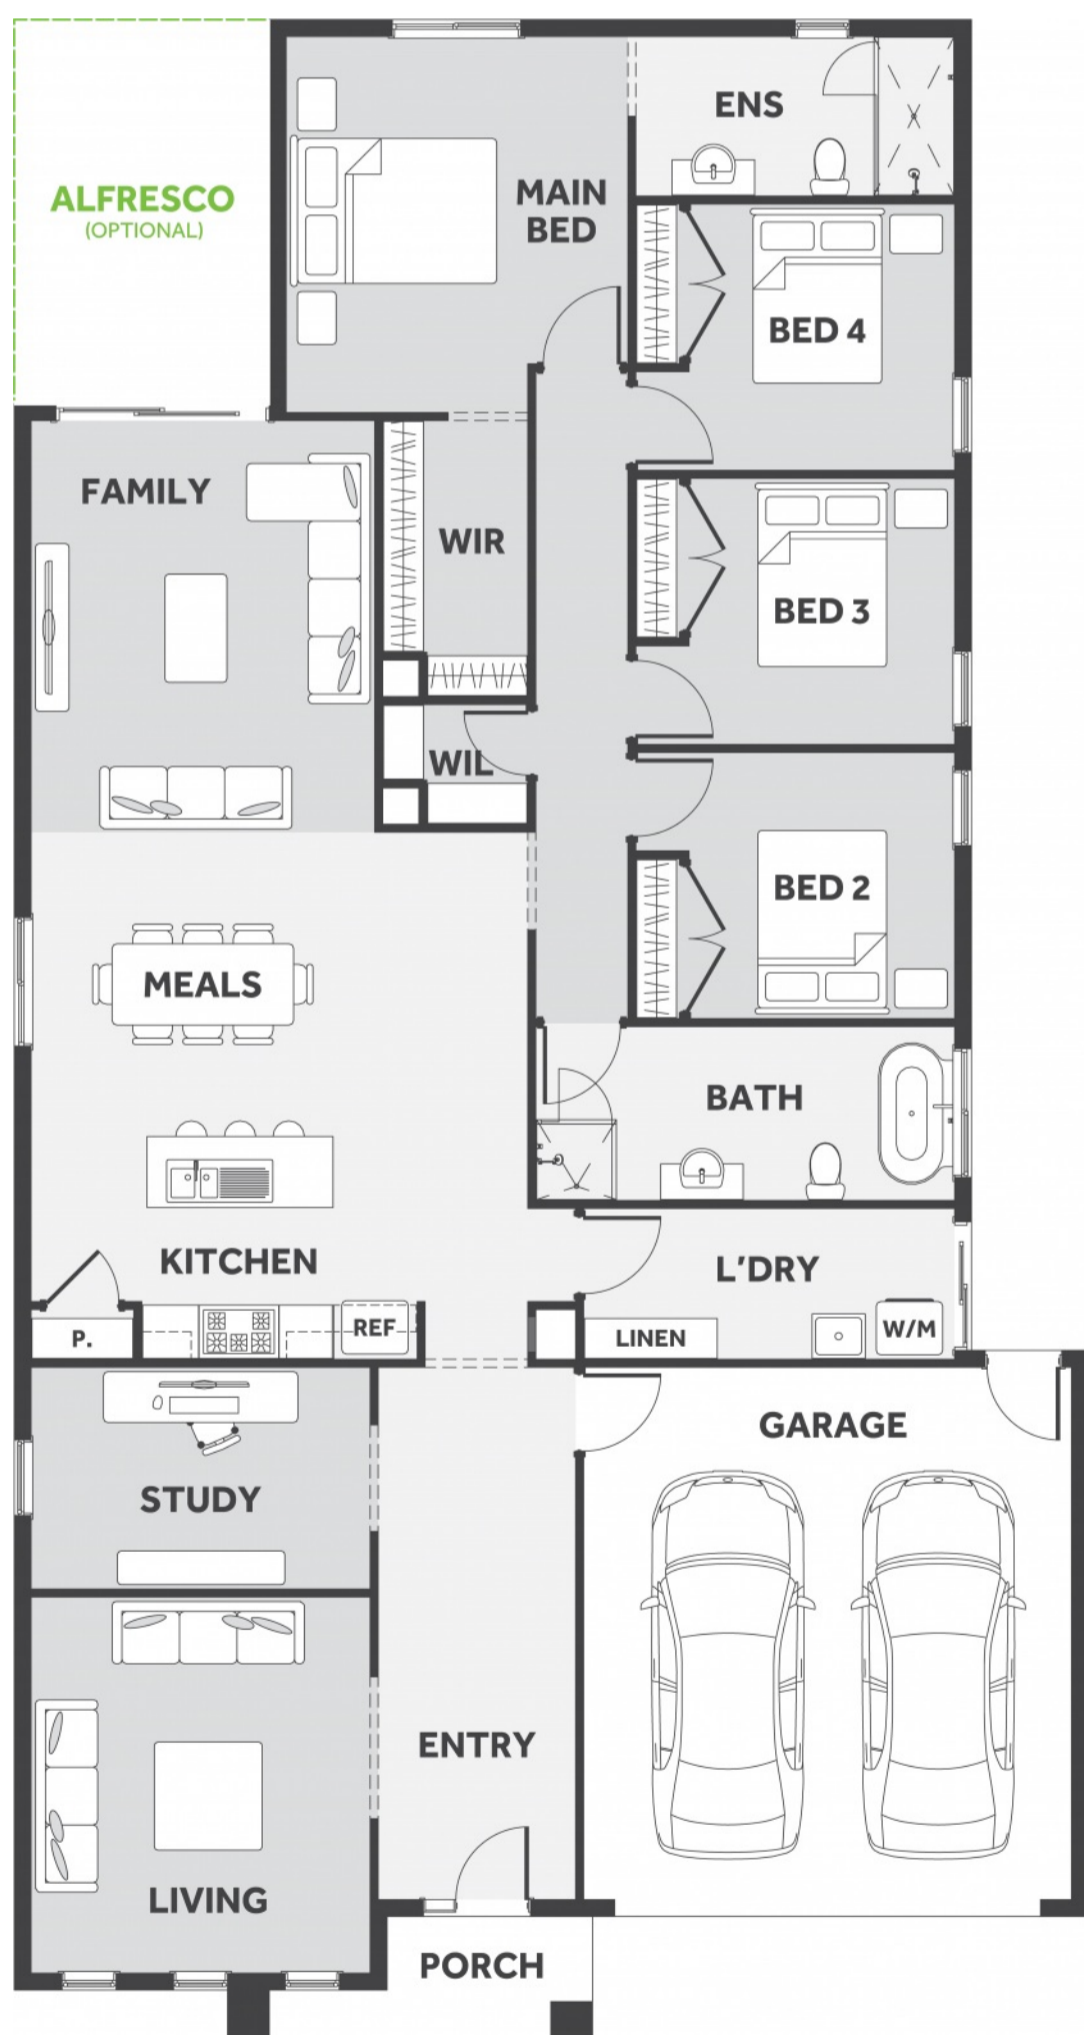 ENS
ALFRESCO
(OPTIONAL)
MAIN
BED
BED 4
FAMILY
WIR
BED 3
WIL
BED 2
MEALS
BATH
KITCHEN
L'DRY
P.
REF
LINEN
W/M
GARAGE
STUDY
ENTRY
LIVING
PORCH